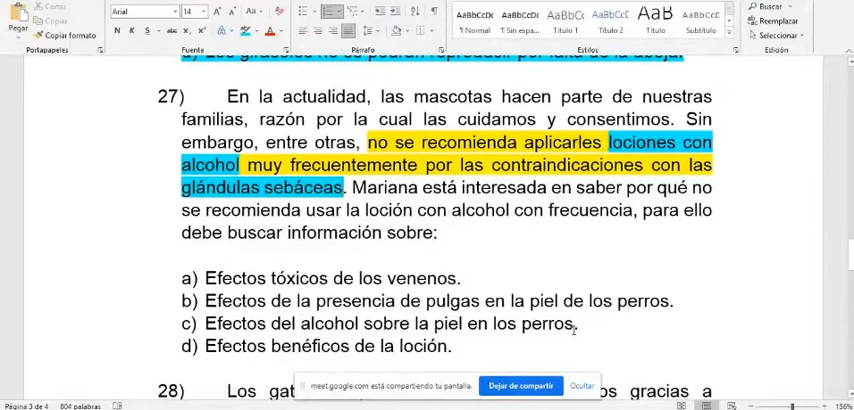 Cortar
Copiar
Copiar formato
Pegar
Portapapeles
Arial
14
N K S
Fuente
Párrafo
AaBbCcDc AaBbCcDc AaBbC AaBbCcC AaB AaBbCcD
¶ Normal ¶ Sin espa... Título 1 Título 2 Título Subtítulo
Estilos
Buscar
Reemplazar
Seleccionar
Edición
27) En la actualidad, las mascotas hacen parte de nuestras
familias, razón por la cual las cuidamos y consentimos. Sin
embargo, entre otras, no se recomienda aplicarles lociones con
alcohol muy frecuentemente por las contraindicaciones con las
glándulas sebáceas. Mariana está interesada en saber por qué no
se recomienda usar la loción con alcohol con frecuencia, para ello
debe buscar información sobre:
a) Efectos tóxicos de los venenos.
b) Efectos de la presencia de pulgas en la piel de los perros.
c) Efectos del alcohol sobre la piel en los perros.
d) Efectos benéficos de la loción.
meet.google.com está compartiendo tu pantalla. Dejar de compartir Ocultar
28) Los gracias a
Página 3 de 4 804 palabras 156%